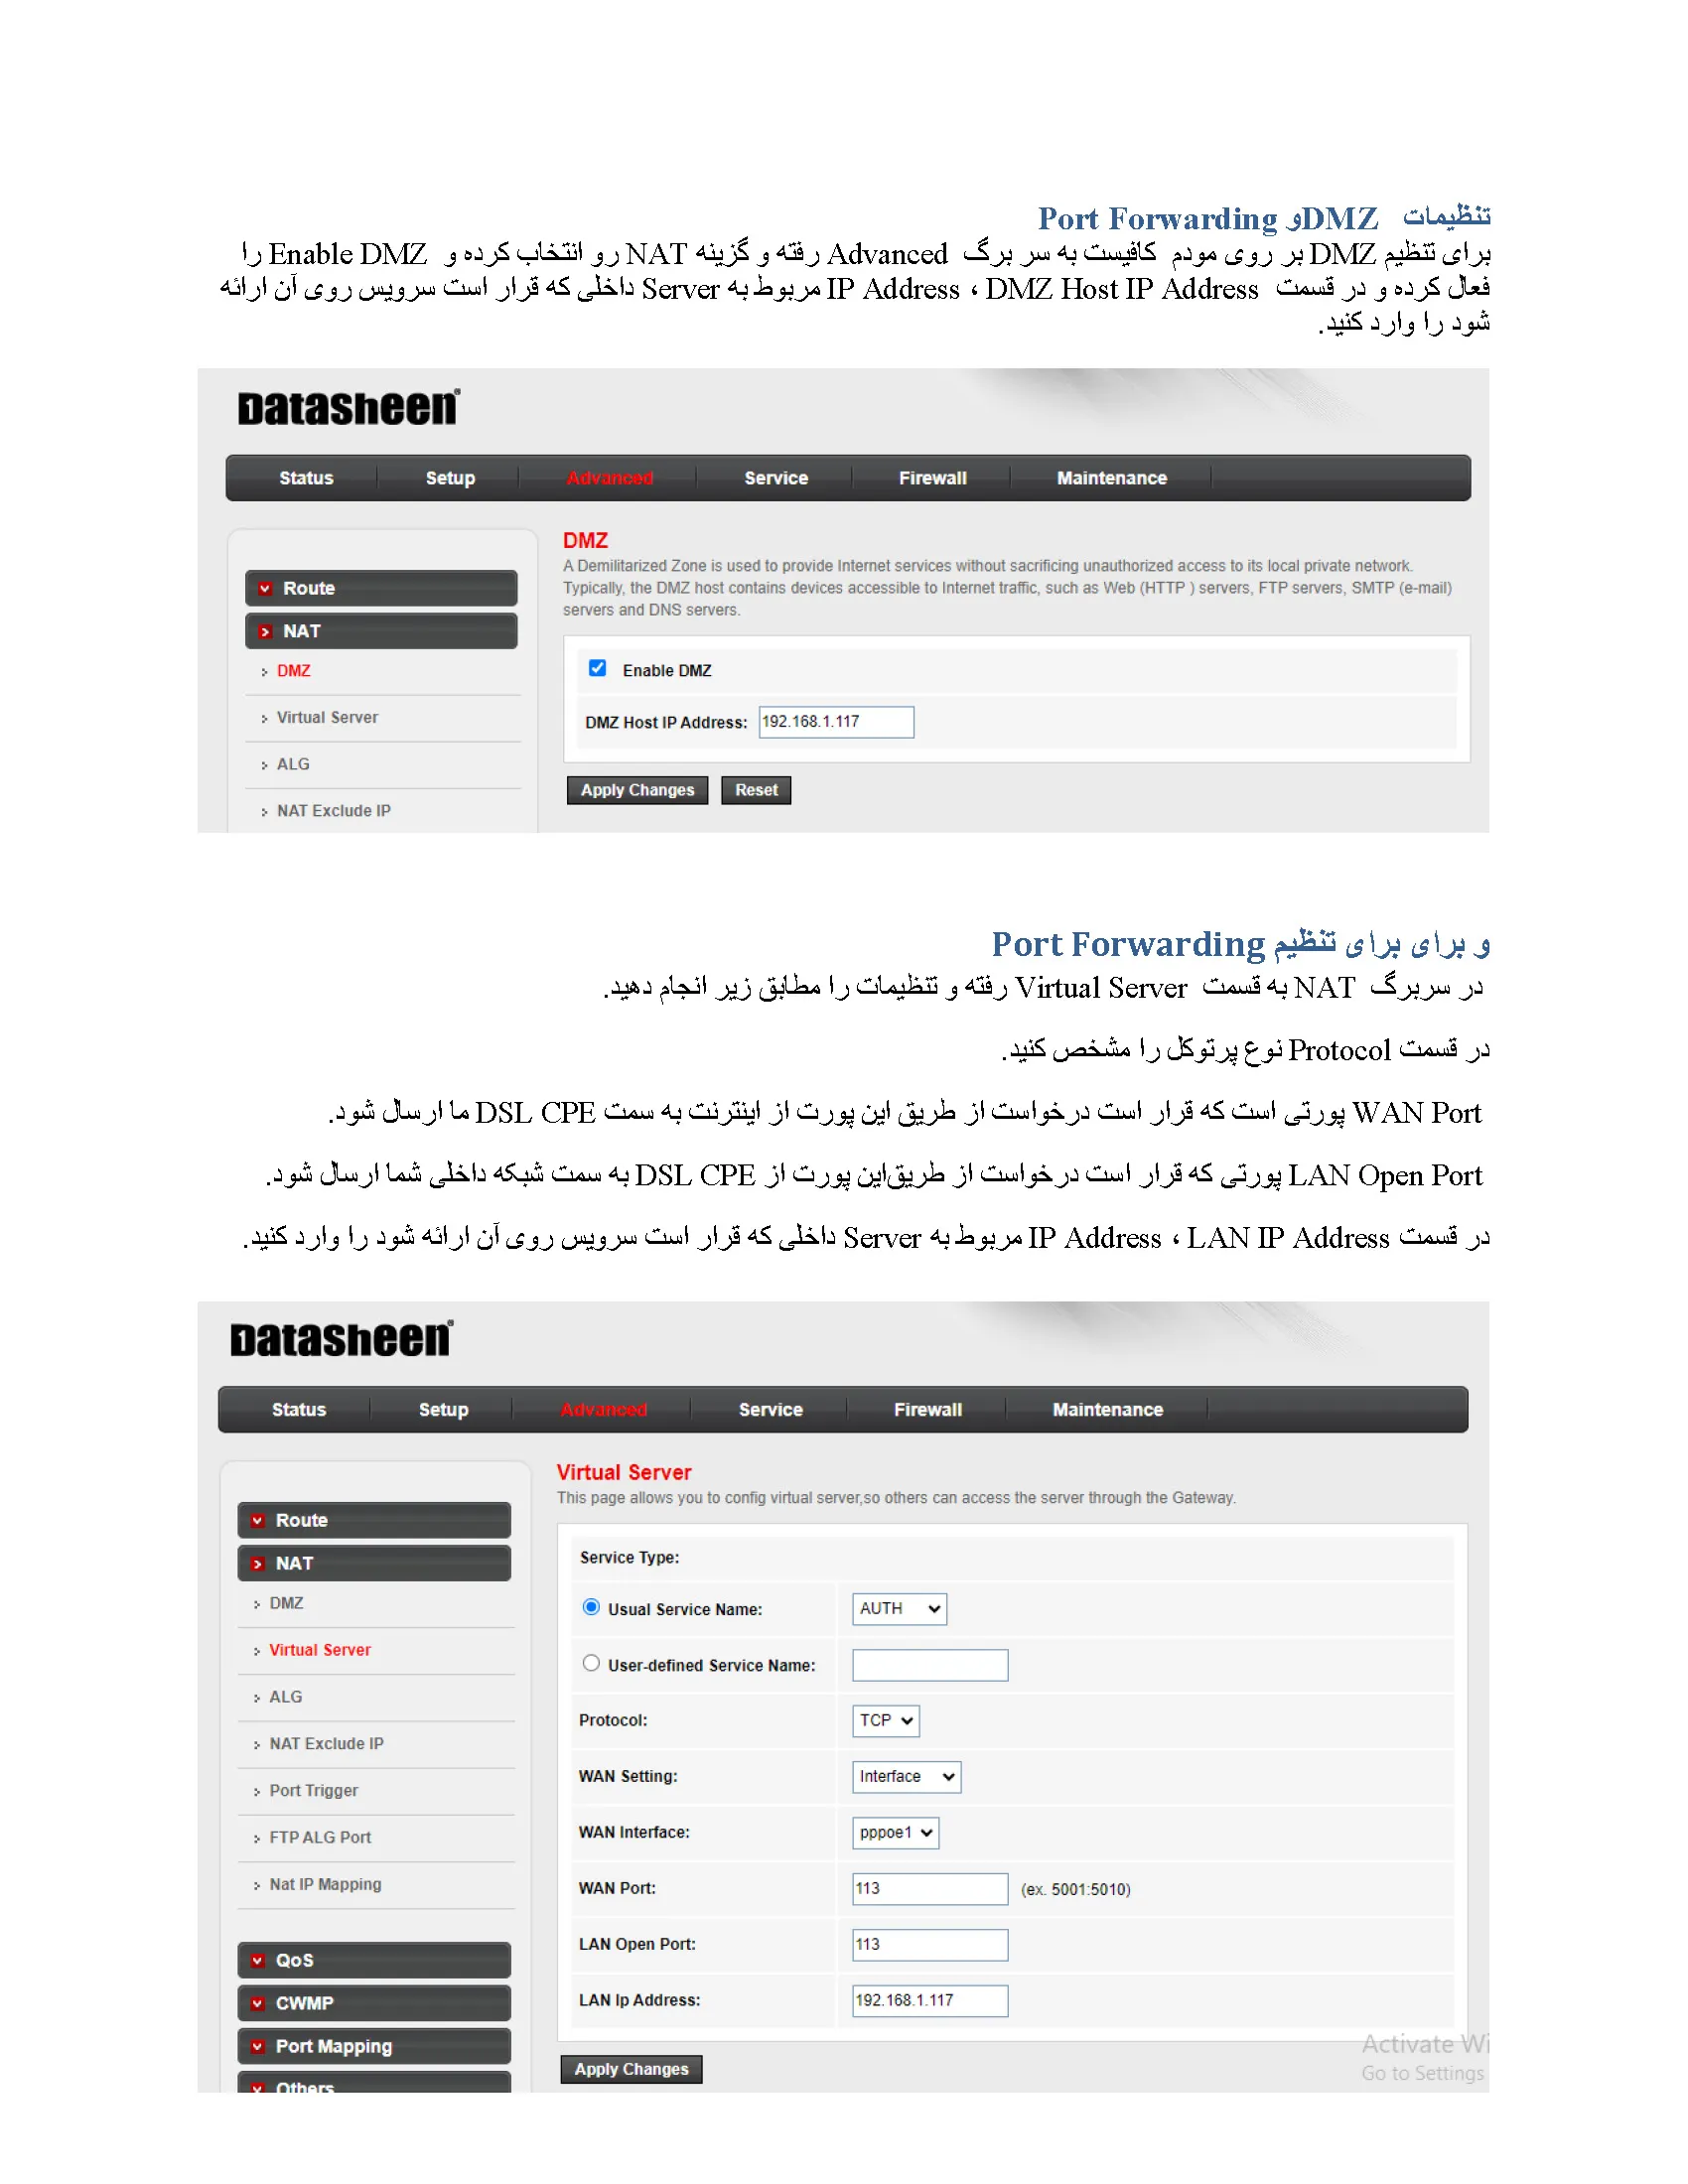 تنظیمات DMZو Port Forwarding
برای تنظیم DMZ بر روی مودم کافیست به سر برگ Advanced رفته و گزینه NAT رو انتخاب کرده و Enable DMZ را
فعال کرده و در قسمت DMZ Host IP Address ، IP Address مربوط به Server داخلی که قرار است سرویس روی آن ارائه
شود را وارد کنید.
Datasheen
Status Setup Advanced Service Firewall Maintenance
Route
NAT
DMZ
Virtual Server
ALG
NAT Exclude IP
DMZ
A Demilitarized Zone is used to provide Internet services without sacrificing unauthorized access to its local private network.
Typically, the DMZ host contains devices accessible to Internet traffic, such as Web (HTTP ) servers, FTP servers, SMTP (e-mail)
servers and DNS servers.
Enable DMZ
DMZ Host IP Address: 192.168.1.117
Apply Changes Reset
و برای برای تنظیم Port Forwarding
در سربرگ NAT به قسمت Virtual Server رفته و تنظیمات را مطابق زیر انجام دهید.
در قسمت Protocol نوع پرتوکل را مشخص کنید.
WAN Port پورتی است که قرار است درخواست از طریق این پورت از اینترنت به سمت DSL CPE ما ارسال شود.
LAN Open Port پورتی که قرار است درخواست از طریق‌این پورت از DSL CPE به سمت شبکه داخلی شما ارسال شود.
در قسمت LAN IP Address ، IP Address مربوط به Server داخلی که قرار است سرویس روی آن ارائه شود را وارد کنید.
Datasheen
Status Setup Advanced Service Firewall Maintenance
Route
NAT
DMZ
Virtual Server
ALG
NAT Exclude IP
Port Trigger
FTP ALG Port
Nat IP Mapping
QoS
CWMP
Port Mapping
Others
Virtual Server
This page allows you to config virtual server,so others can access the server through the Gateway.
Service Type:
Usual Service Name: AUTH
User-defined Service Name:
Protocol: TCP
WAN Setting: Interface
WAN Interface: pppoe1
WAN Port: 113 (ex. 5001:5010)
LAN Open Port: 113
LAN Ip Address: 192.168.1.117
Apply Changes
Activate Wi
Go to Settings